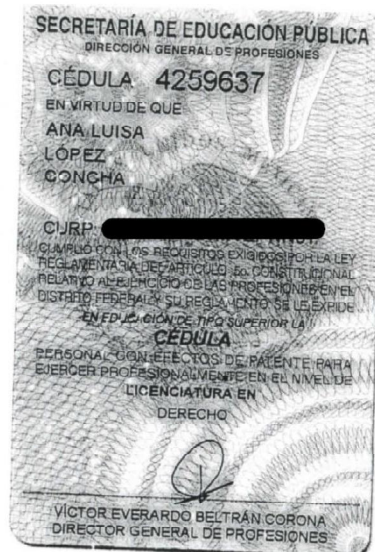 SECRETARÍA DE EDUCACIÓN PÚBLICA
DIRECCIÓN GENERAL DE PROFESIONES
CÉDULA 4259637
EN VIRTUD DE QUE
ANA LUISA
LÓPEZ
CONCHA
CURP:
CUMPLIÓ CON LOS REQUISITOS EXIGIDOS POR LA LEY
REGLAMENTARIA DEL ARTÍCULO 5o. CONSTITUCIONAL
RELATIVO AL EJERCICIO DE LAS PROFESIONES EN EL
DISTRITO FEDERAL Y SU REGLAMENTO SE LE EXPIDE
EN EDUCACIÓN DE TIPO SUPERIOR LA
CÉDULA
PERSONAL CON EFECTOS DE PATENTE PARA
EJERCER PROFESIONALMENTE EN EL NIVEL DE
LICENCIATURA EN
DERECHO
VÍCTOR EVERARDO BELTRÁN CORONA
DIRECTOR GENERAL DE PROFESIONES